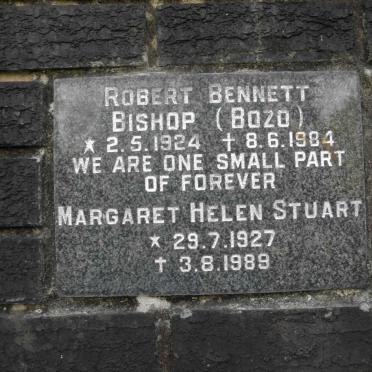 ROBERT BENNETT
BISHOP (BOZO)
* 2.5.1924 † 8.6.1984
WE ARE ONE SMALL PART
OF FOREVER
MARGARET HELEN STUART
* 29.7.1927
† 3.8.1989